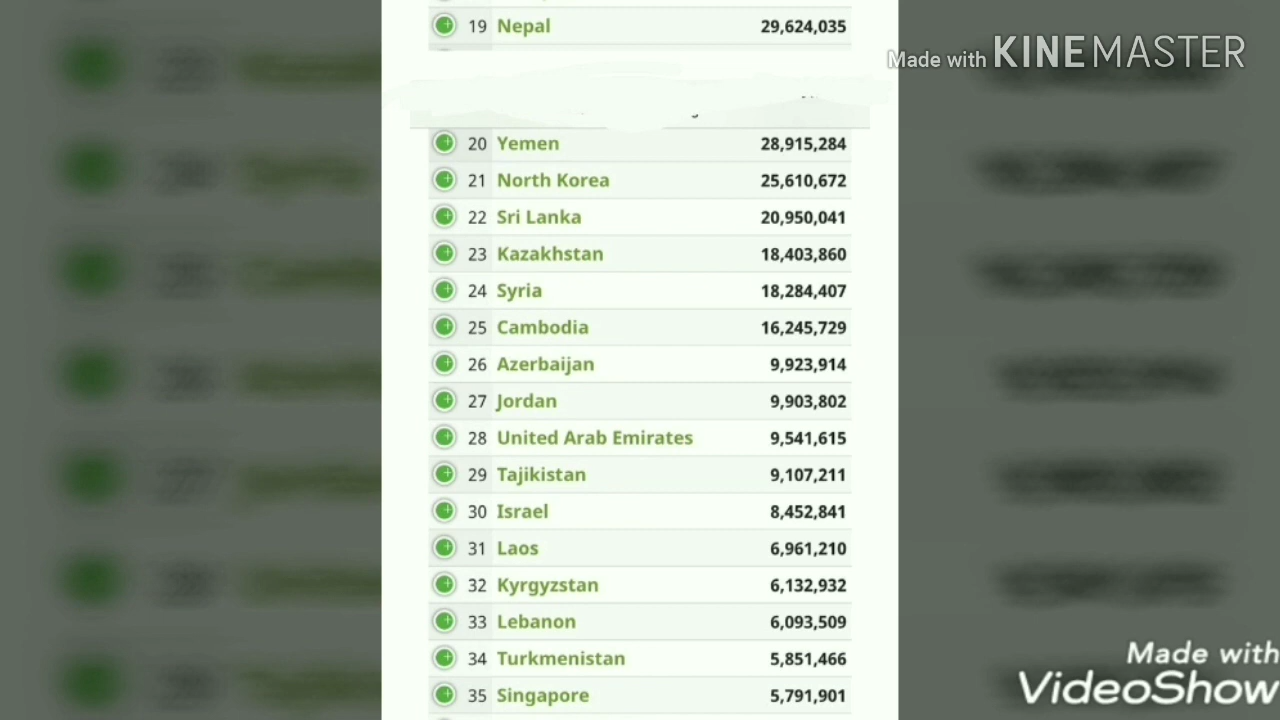 19 Nepal 29,624,035
Made with KINEMASTER
20 Yemen 28,915,284
21 North Korea 25,610,672
22 Sri Lanka 20,950,041
23 Kazakhstan 18,403,860
24 Syria 18,284,407
25 Cambodia 16,245,729
26 Azerbaijan 9,923,914
27 Jordan 9,903,802
28 United Arab Emirates 9,541,615
29 Tajikistan 9,107,211
30 Israel 8,452,841
31 Laos 6,961,210
32 Kyrgyzstan 6,132,932
33 Lebanon 6,093,509
34 Turkmenistan 5,851,466
35 Singapore 5,791,901
Made with
VideoShow